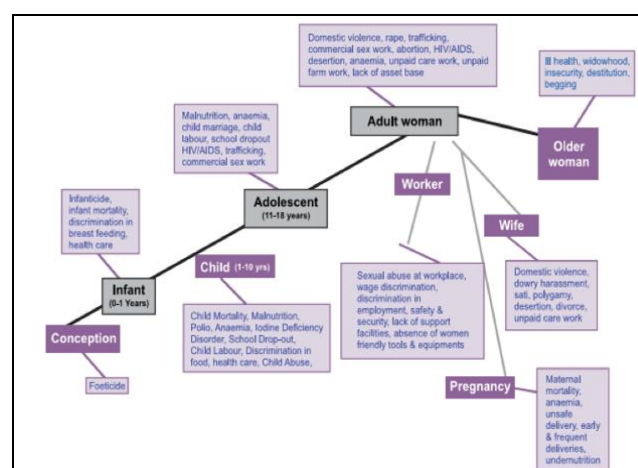 Domestic violence, rape, trafficking,
commercial sex work, abortion, HIV/AIDS,
desertion, anaemia, unpaid care work, unpaid
farm work, lack of asset base
Ill health, widowhood,
insecurity, destitution,
begging
Adult woman
Older
woman
Malnutrition, anaemia,
child marriage, child
labour, school dropout
HIV/AIDS, trafficking,
commercial sex work
Worker
Adolescent
(11-18 years)
Wife
Infanticide,
infant mortality,
discrimination in
breast feeding,
health care
Child (1-10 yrs)
Infant
(0-1 Years)
Sexual abuse at workplace,
wage discrimination,
discrimination in
employment, safety &
security, lack of support
facilities, absence of women
friendly tools & equipments
Domestic violence,
dowry harassment,
sati, polygamy,
desertion, divorce,
unpaid care work
Child Mortality, Malnutrition,
Polio, Anaemia, Iodine Deficiency
Disorder, School Drop-out,
Child Labour, Discrimination in
food, health care, Child Abuse,
Conception
Foeticide
Pregnancy
Maternal
mortality,
anaemia,
unsafe
delivery, early
& frequent
deliveries,
undernutrition